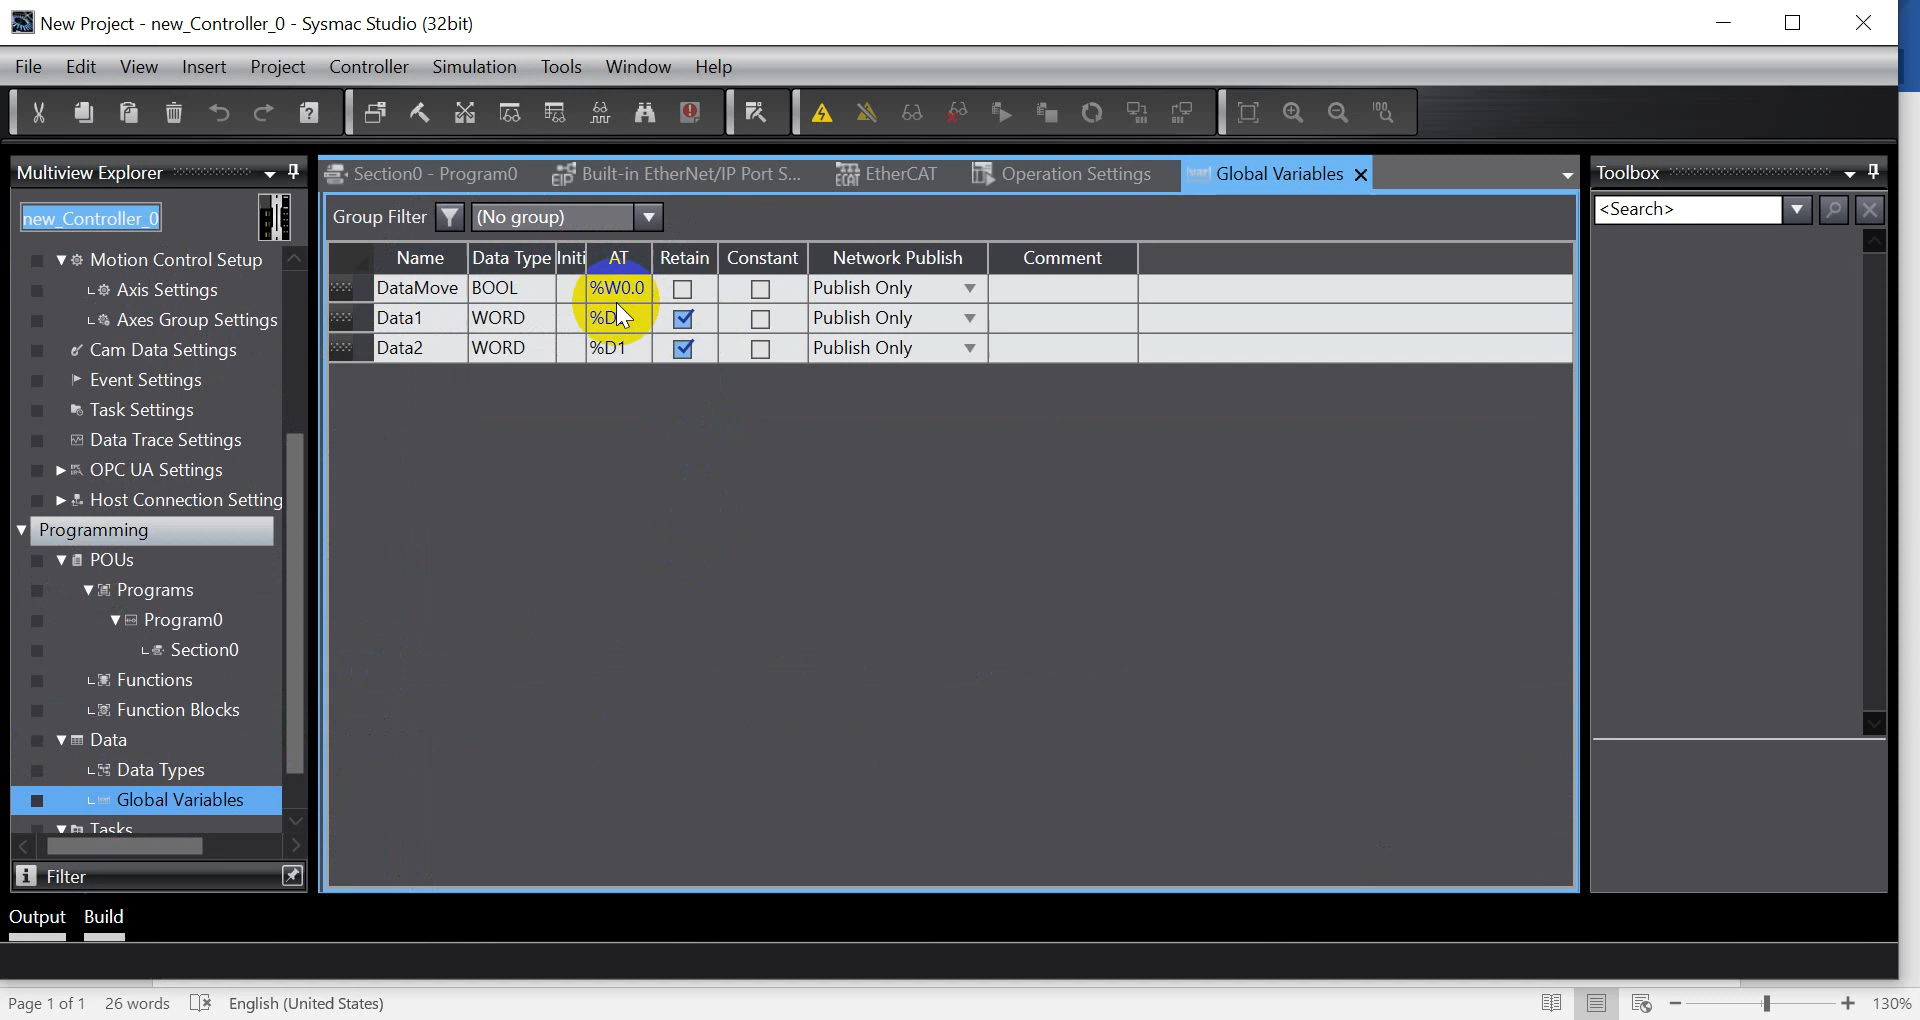 New Project - new_Controller_0 - Sysmac Studio (32bit)
File Edit View Insert Project Controller Simulation Tools Window Help
Multiview Explorer
new_Controller_0
Motion Control Setup
Axis Settings
Axes Group Settings
Cam Data Settings
Event Settings
Task Settings
Data Trace Settings
OPC UA Settings
Host Connection Setting
Programming
POUs
Programs
Program0
Section0
Functions
Function Blocks
Data
Data Types
Global Variables
Tasks
Filter
Section0 - Program0 Built-in EtherNet/IP Port S... EtherCAT Operation Settings Global Variables
Group Filter (No group)
Name Data Type Initi AT Retain Constant Network Publish Comment
DataMove BOOL %W0.0 Publish Only
Data1 WORD Publish Only
Data2 WORD %D1 Publish Only
Toolbox
<Search>
Output Build
Page 1 of 1 26 words English (United States) 130%